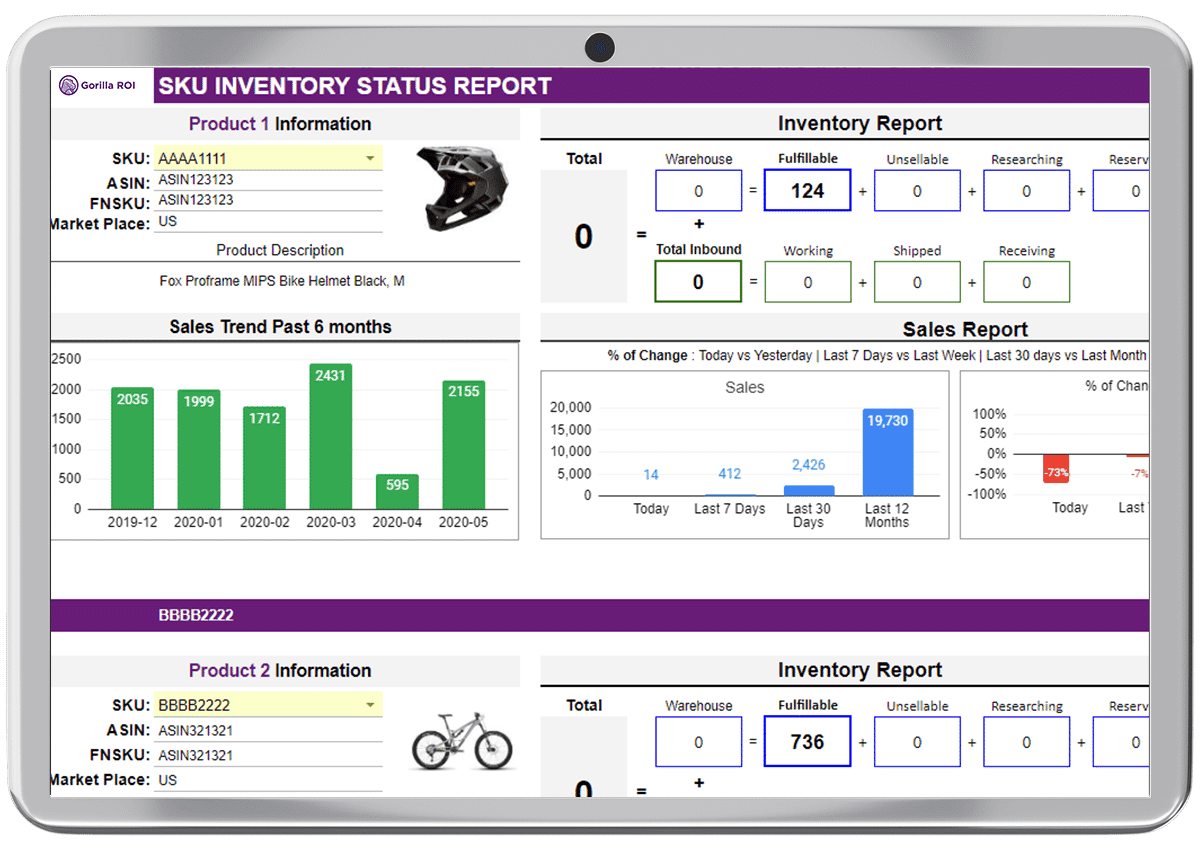 Gorilla ROI
SKU INVENTORY STATUS REPORT
Product 1 Information
SKU: AAAA1111
ASIN: ASIN123123
FNSKU: ASIN123123
Market Place: US
Product Description
Fox Proframe MIPS Bike Helmet Black, M
Inventory Report
Total Warehouse Fulfillable Unsellable Researching Reserv
0 = 0 = 124 + 0 + 0 + 0
+
Total Inbound Working Shipped Receiving
0 = 0 + 0 + 0
Sales Trend Past 6 months
2500
2000
1500
1000
500
0
2035 1999 1712 2431 595 2155
2019-12 2020-01 2020-02 2020-03 2020-04 2020-05
Sales Report
% of Change : Today vs Yesterday | Last 7 Days vs Last Week | Last 30 days vs Last Month
Sales
20,000
15,000
10,000
5,000
0
14 412 2,426 19,730
Today Last 7 Days Last 30 Days Last 12 Months
% of Chan
100%
50%
0%
-50%
-100%
-73% -7%
Today Last
BBBB2222
Product 2 Information
SKU: BBBB2222
ASIN: ASIN321321
FNSKU: ASIN321321
Market Place: US
Inventory Report
Total Warehouse Fulfillable Unsellable Researching Reserv
0 = 0 = 736 + 0 + 0 + 0
+